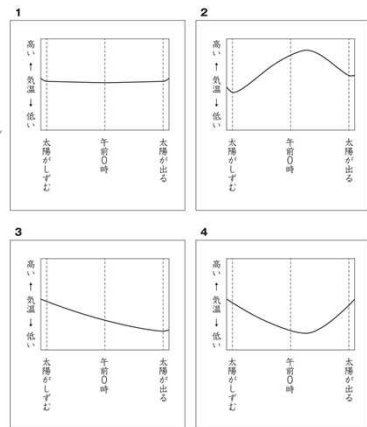 1
高い ← 気温 → 低い
太陽がしずむ
午前0時
太陽が出る
2
高い ← 気温 → 低い
太陽がしずむ
午前0時
太陽が出る
3
高い ← 気温 → 低い
太陽がしずむ
午前0時
太陽が出る
4
高い ← 気温 → 低い
太陽がしずむ
午前0時
太陽が出る